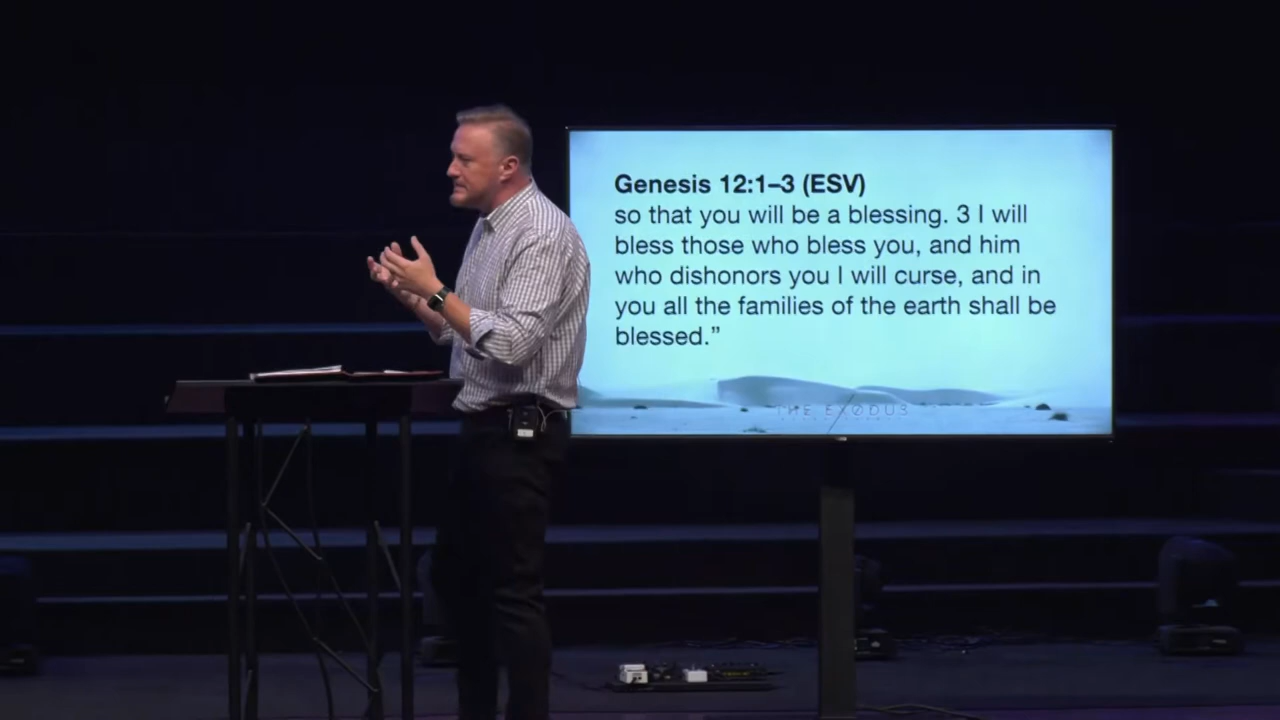 Genesis 12:1–3 (ESV)
so that you will be a blessing. 3 I will
bless those who bless you, and him
who dishonors you I will curse, and in
you all the families of the earth shall be
blessed.”
THE EXODUS